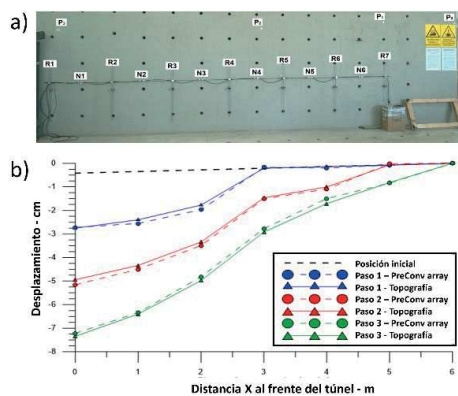 a)
P₂ P₃
R1 N1 R2 N2 R3 N3 R4 N4 R5 N5 R6 N6 R7
b)
Desplazamiento - cm
0
-1
-2
-3
-4
-5
-6
-7
-8
0 1 2 3 4 5 6
Distancia X al frente del túnel - m
Posición inicial
Paso 1 – PreConv array
Paso 1 - Topografía
Paso 2 – PreConv array
Paso 2 - Topografía
Paso 3 – PreConv array
Paso 3 - Topografía